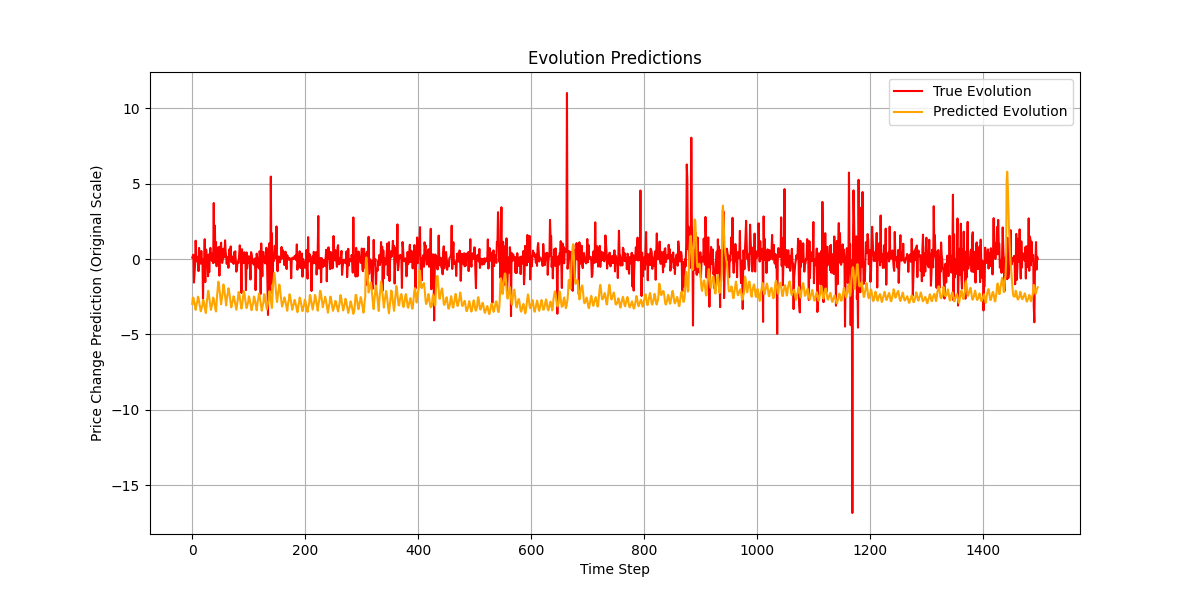 Evolution Predictions
True Evolution
Predicted Evolution
Price Change Prediction (Original Scale)
10
5
0
−5
−10
−15
0
200
400
600
800
1000
1200
1400
Time Step